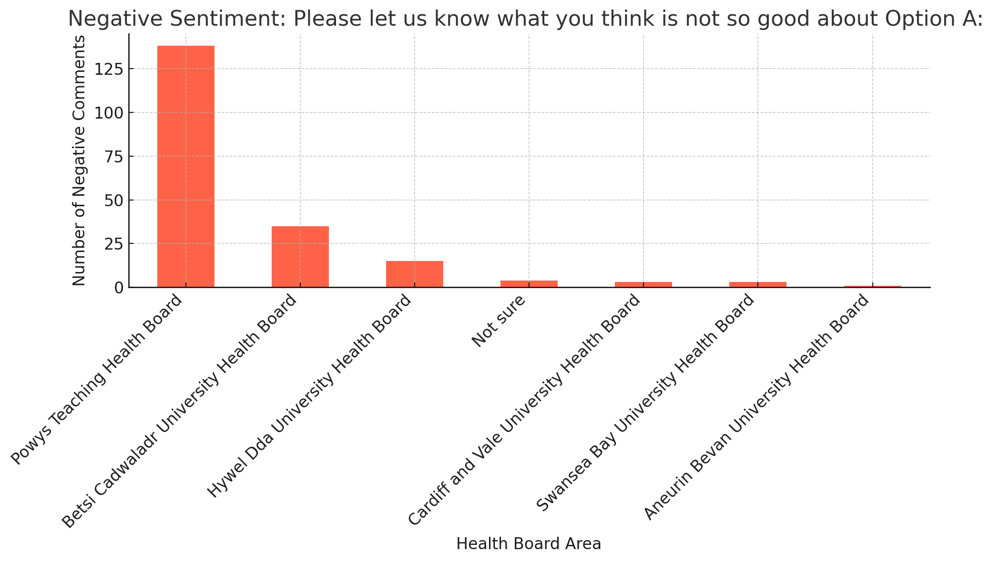 Negative Sentiment: Please let us know what you think is not so good about Option A:
Number of Negative Comments
125
100
75
50
25
0
Powys Teaching Health Board
Betsi Cadwaladr University Health Board
Hywel Dda University Health Board
Not sure
Cardiff and Vale University Health Board
Swansea Bay University Health Board
Aneurin Bevan University Health Board
Health Board Area